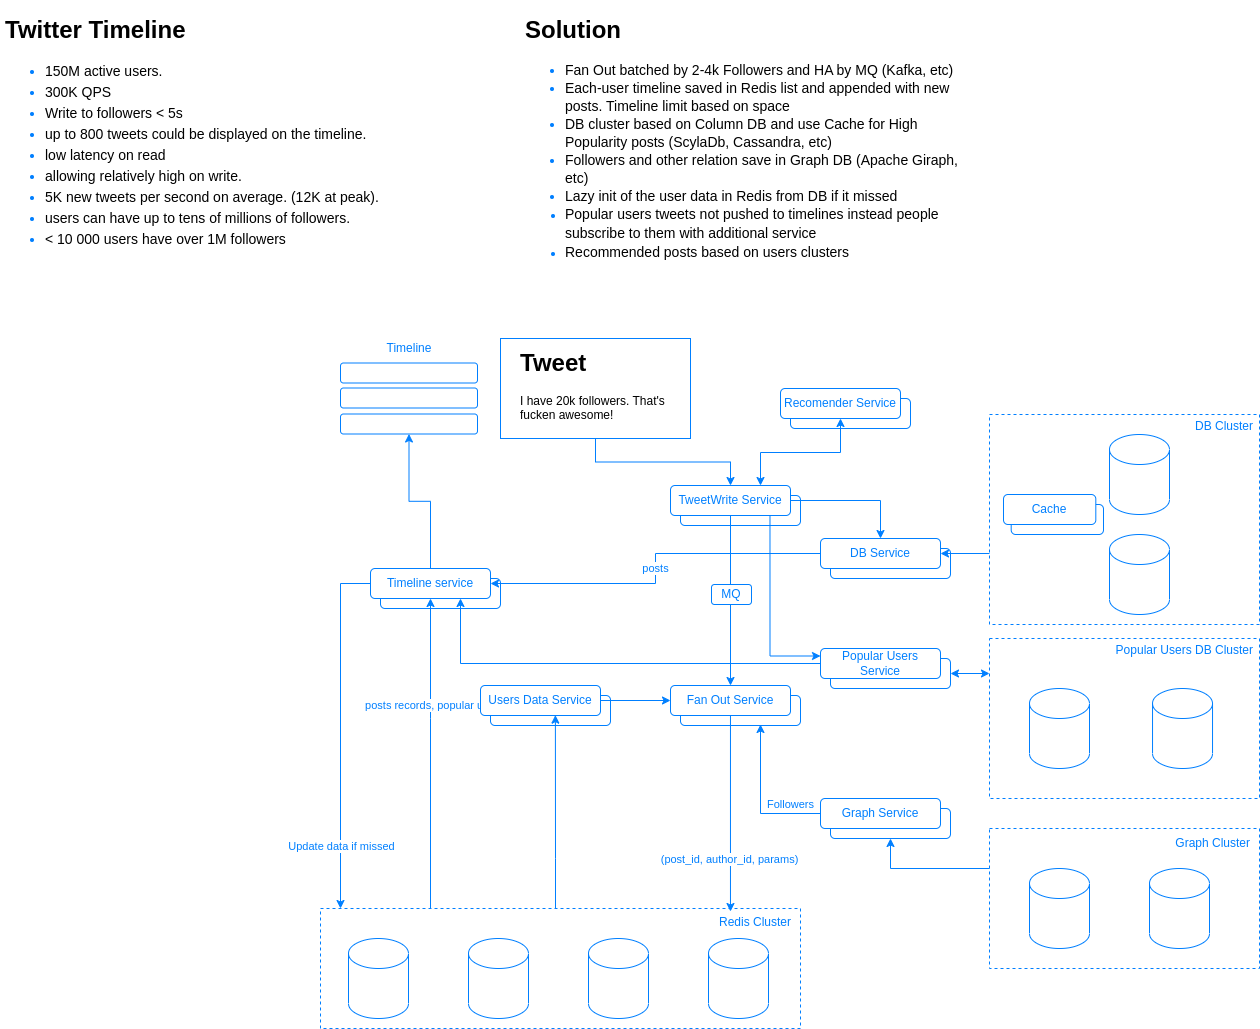 Twitter Timeline
150M active users.
300K QPS
Write to followers < 5s
up to 800 tweets could be displayed on the timeline.
low latency on read
allowing relatively high on write.
5K new tweets per second on average. (12K at peak).
users can have up to tens of millions of followers.
< 10 000 users have over 1M followers
Solution
Fan Out batched by 2-4k Followers and HA by MQ (Kafka, etc)
Each-user timeline saved in Redis list and appended with new
posts. Timeline limit based on space
DB cluster based on Column DB and use Cache for High
Popularity posts (ScylaDb, Cassandra, etc)
Followers and other relation save in Graph DB (Apache Giraph,
etc)
Lazy init of the user data in Redis from DB if it missed
Popular users tweets not pushed to timelines instead people
subscribe to them with additional service
Recommended posts based on users clusters
Timeline
Tweet
I have 20k followers. That's
fucken awesome!
Recomender Service
DB Cluster
TweetWrite Service
Cache
DB Service
posts
Timeline service
MQ
Popular Users
Service
Popular Users DB Cluster
posts records, popular
Users Data Service
Fan Out Service
Followers
Graph Service
Graph Cluster
Update data if missed
(post_id, author_id, params)
Redis Cluster